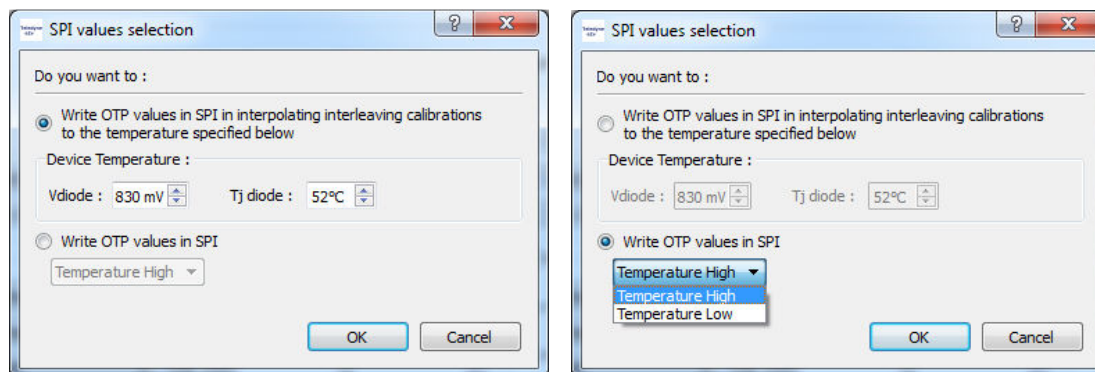 SPI values selection
Do you want to :
Write OTP values in SPI in interpolating interleaving calibrations
to the temperature specified below
Device Temperature :
Vdiode : 830 mV Tj diode : 52ºC
Write OTP values in SPI
Temperature High
OK Cancel
SPI values selection
Do you want to :
Write OTP values in SPI in interpolating interleaving calibrations
to the temperature specified below
Device Temperature :
Vdiode : 830 mV Tj diode : 52ºC
Write OTP values in SPI
Temperature High
Temperature High
Temperature Low
OK Cancel